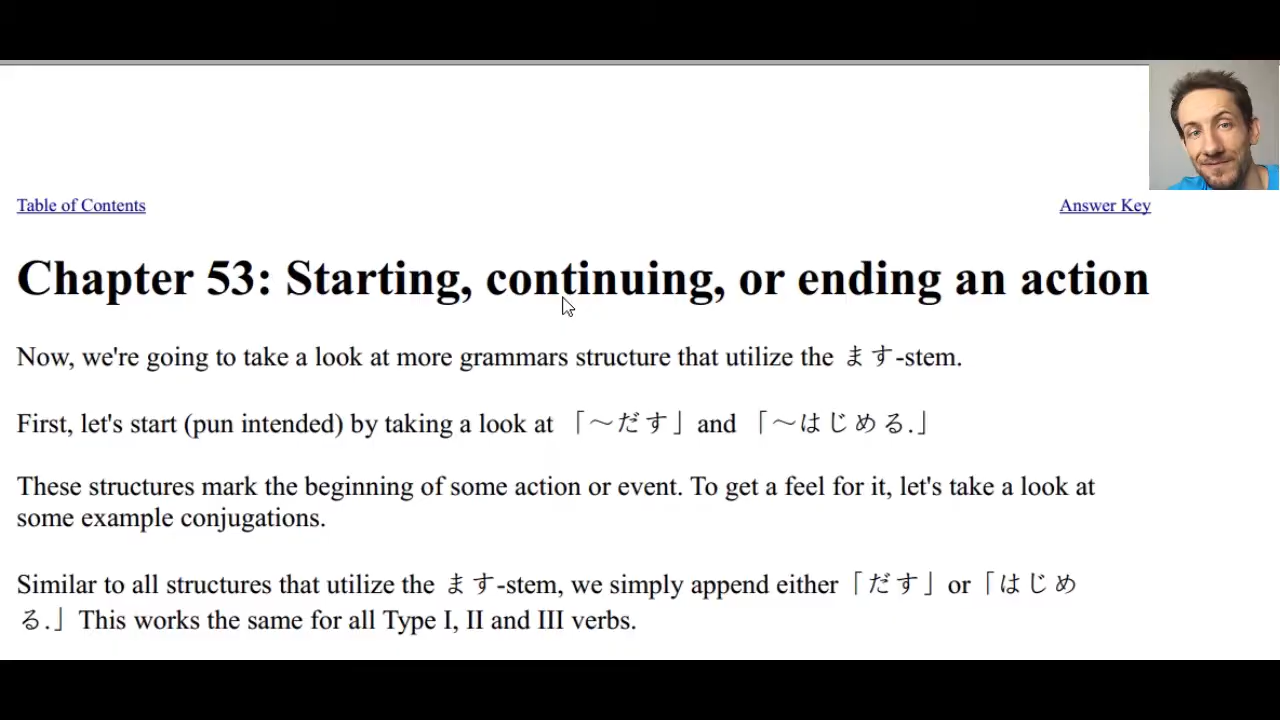 Table of Contents
Answer Key
Chapter 53: Starting, continuing, or ending an action
Now, we're going to take a look at more grammars structure that utilize the ます-stem.
First, let's start (pun intended) by taking a look at 「～だす」 and 「～はじめる.」
These structures mark the beginning of some action or event. To get a feel for it, let's take a look at
some example conjugations.
Similar to all structures that utilize the ます-stem, we simply append either「だす」or「はじめ
る.」This works the same for all Type I, II and III verbs.